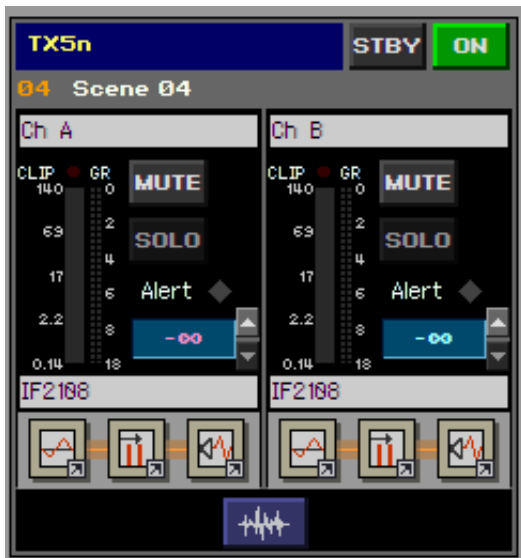 TX5n STBY ON
04 Scene 04
Ch A Ch B
CLIP GR CLIP GR
140 0 MUTE 140 0 MUTE
69 2 SOLO 69 2 SOLO
4 4
17 6 Alert 17 6 Alert
2.2 8 -∞ 2.2 8 -∞
0.14 18 0.14 18
IF2108 IF2108